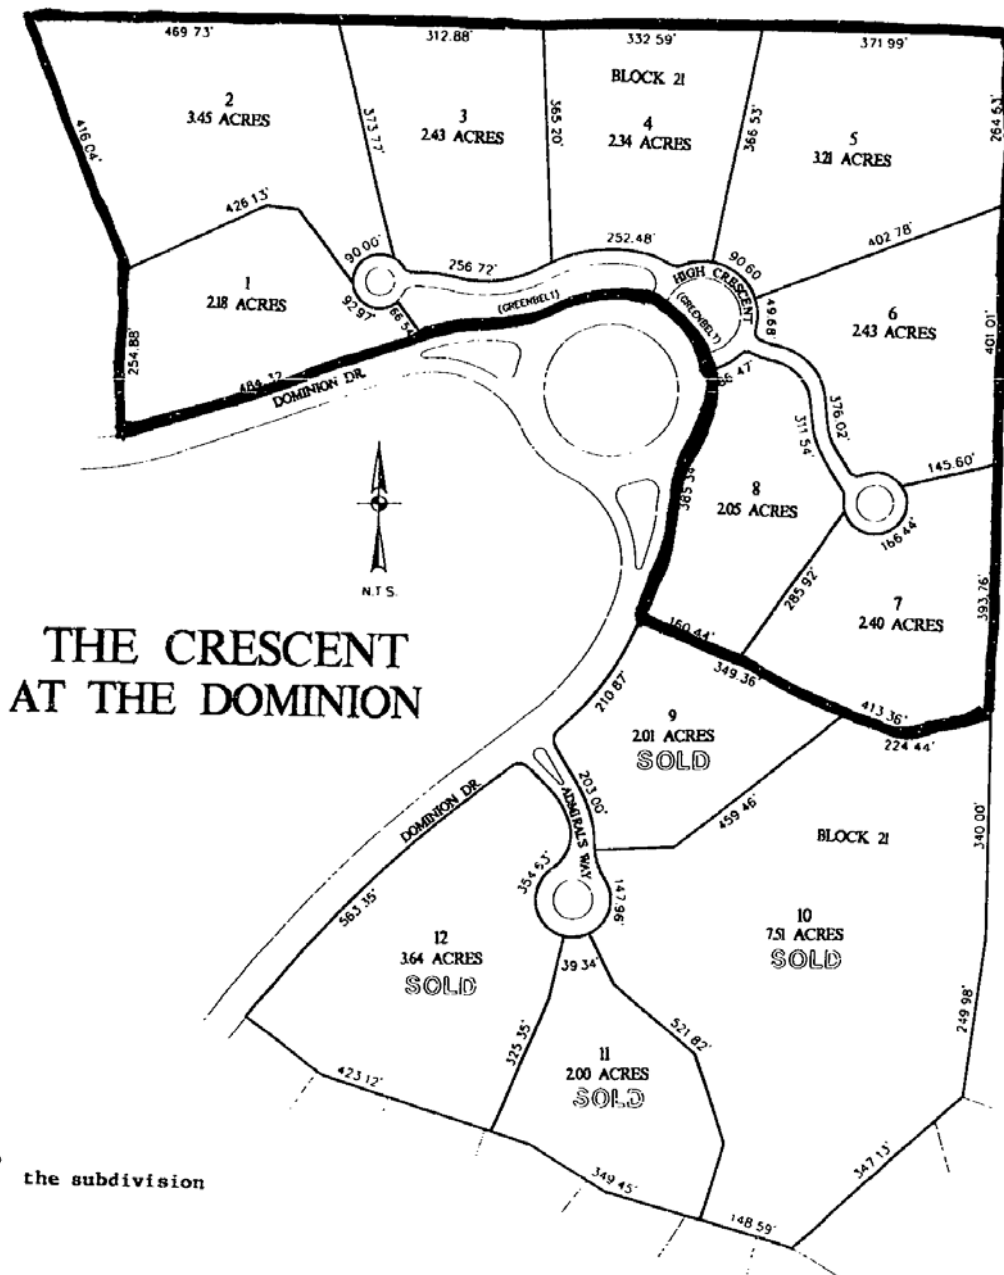 469.73'
312.88'
332.59'
371.99'
BLOCK 21
2
3.45 ACRES
3
2.43 ACRES
4
2.34 ACRES
5
3.21 ACRES
416.04'
373.77'
365.20'
366.53'
264.53'
426.13'
90.00'
256.72'
252.48'
90.60
402.78'
1
2.18 ACRES
92.97'
66.54'
(GREENBELT)
HIGH CRESCENT
(GREENBELT)
49.68'
6
2.43 ACRES
401.01'
254.88'
484.32
DOMINION DR.
86.47'
376.02'
311.54'
385.34'
8
2.05 ACRES
145.60'
166.44'
N.T.S.
285.92'
7
2.40 ACRES
393.76'
THE CRESCENT
AT THE DOMINION
160.44'
349.36'
413.36'
224.44'
210.87'
9
2.01 ACRES
SOLD
203.00'
ADMIRALS WAY
459.46'
DOMINION DR.
BLOCK 21
340.00'
354.53'
147.96'
563.35'
12
3.64 ACRES
SOLD
39.34'
10
7.51 ACRES
SOLD
249.98'
325.35'
521.82'
11
2.00 ACRES
SOLD
423.12'
347.13'
349.45'
148.59'
the subdivision